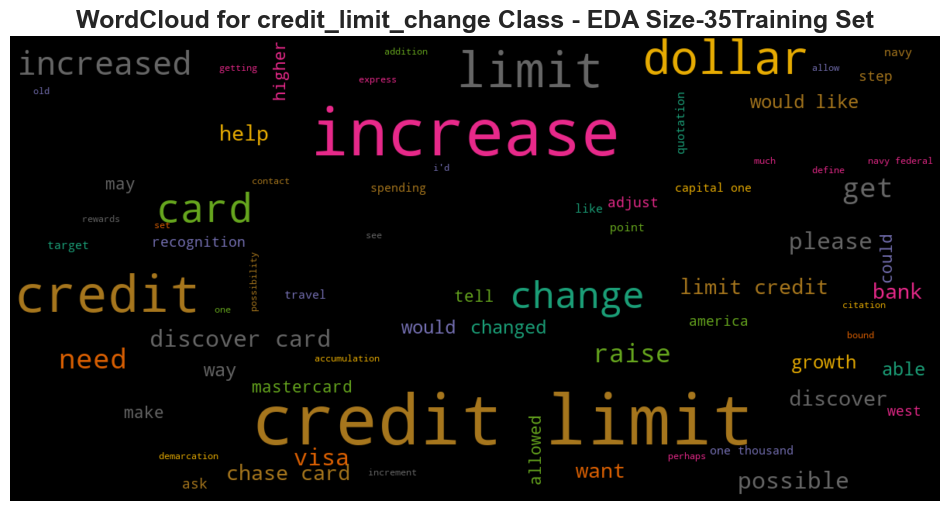 WordCloud for credit_limit_change Class - EDA Size-35Training Set
increased
old
getting
higher
addition
express
limit
dollar
allow
navy
step
would like
quotation
help
increase
i'd
much
define
navy federal
may
contact
spending
capital one
get
rewards
card
set
like
adjust
point
target
recognition
see
please
could
possibility
credit
one
travel
tell
change
limit credit
bank
citation
discover card
would
changed
america
bound
need
way
accumulation
raise
growth
able
mastercard
make
credit limit
discover
west
allowed
demarcation
visa
perhaps
one thousand
ask
chase card
increment
want
possible